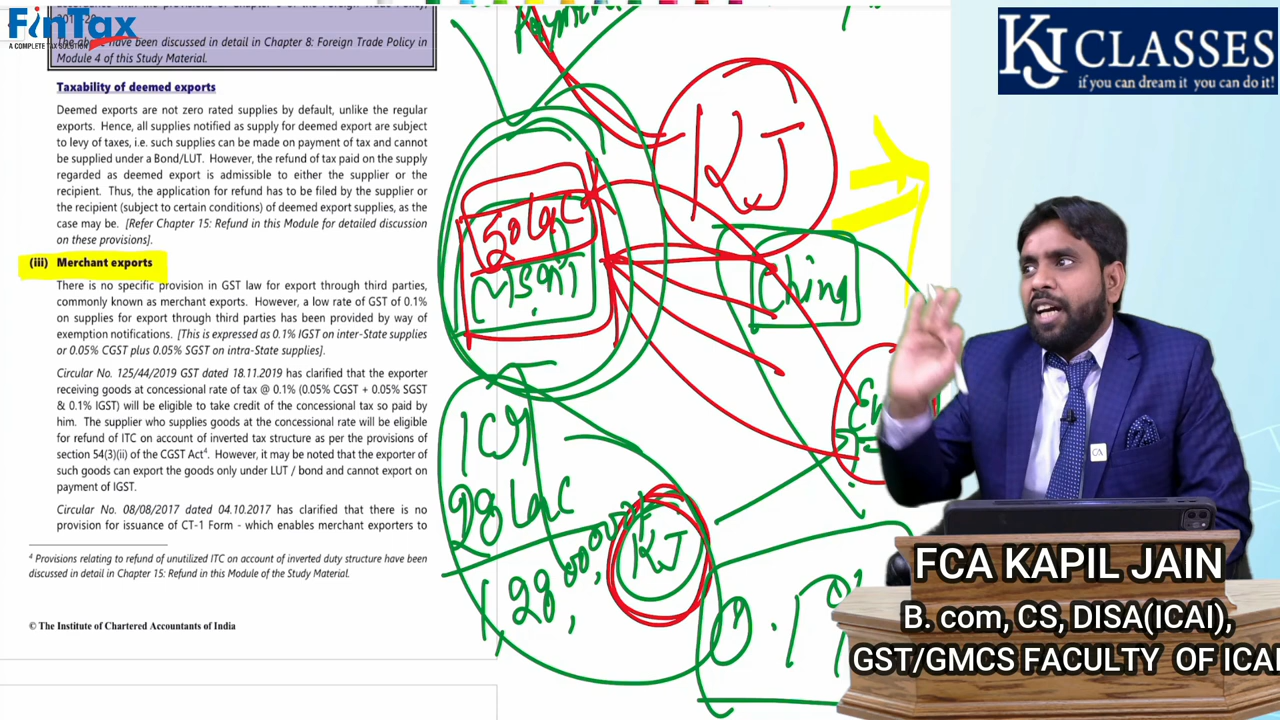 FinTax
A COMPLETE TAX SOLUTION
have been discussed in detail in Chapter 8: Foreign Trade Policy in
Module 4 of this Study Material.
Taxability of deemed exports
Deemed exports are not zero rated supplies by default, unlike the regular
exports. Hence, all supplies notified as supply for deemed export are subject
to levy of taxes, i.e. such supplies can be made on payment of tax and cannot
be supplied under a Bond/LUT. However, the refund of tax paid on the supply
regarded as deemed export is admissible to either the supplier or the
recipient. Thus, the application for refund has to be filed by the supplier or
the recipient (subject to certain conditions) of deemed export supplies, as the
case may be. [Refer Chapter 15: Refund in this Module for detailed discussion
on these provisions].
(iii) Merchant exports
There is no specific provision in GST law for export through third parties,
commonly known as merchant exports. However, a low rate of GST of 0.1%
on supplies for export through third parties has been provided by way of
exemption notifications. [This is expressed as 0.1% IGST on inter-State supplies
or 0.05% CGST plus 0.05% SGST on intra-State supplies].
Circular No. 125/44/2019 GST dated 18.11.2019 has clarified that the exporter
receiving goods at concessional rate of tax @ 0.1% (0.05% CGST + 0.05% SGST
& 0.1% IGST) will be eligible to take credit of the concessional tax so paid by
him. The supplier who supplies goods at the concessional rate will be eligible
for refund of ITC on account of inverted tax structure as per the provisions of
section 54(3)(ii) of the CGST Act⁴. However, it may be noted that the exporter
of such goods can export the goods only under LUT / bond and cannot export on
payment of IGST.
Circular No. 08/08/2017 dated 04.10.2017 has clarified that there is no
provision for issuance of CT-1 Form - which enables merchant exporters to
⁴ Provisions relating to refund of unutilized ITC on account of inverted duty structure have been
discussed in detail in Chapter 15: Refund in this Module of the Study Material.
© The Institute of Chartered Accountants of India
KJ
50 Lac
China
1 Cr
28 Lac
1,28,00,000
KJ
KJ CLASSES
if you can dream it you can do it!
CA
FCA KAPIL JAIN
B. com, CS, DISA(ICAI),
GST/GMCS FACULTY OF ICAI